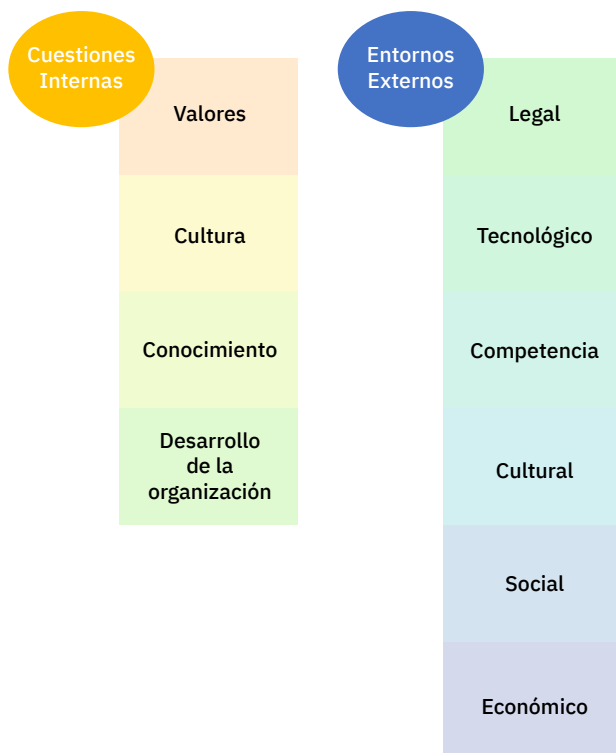 Cuestiones
Internas
Valores
Cultura
Conocimiento
Desarrollo
de la
organización
Entornos
Externos
Legal
Tecnológico
Competencia
Cultural
Social
Económico